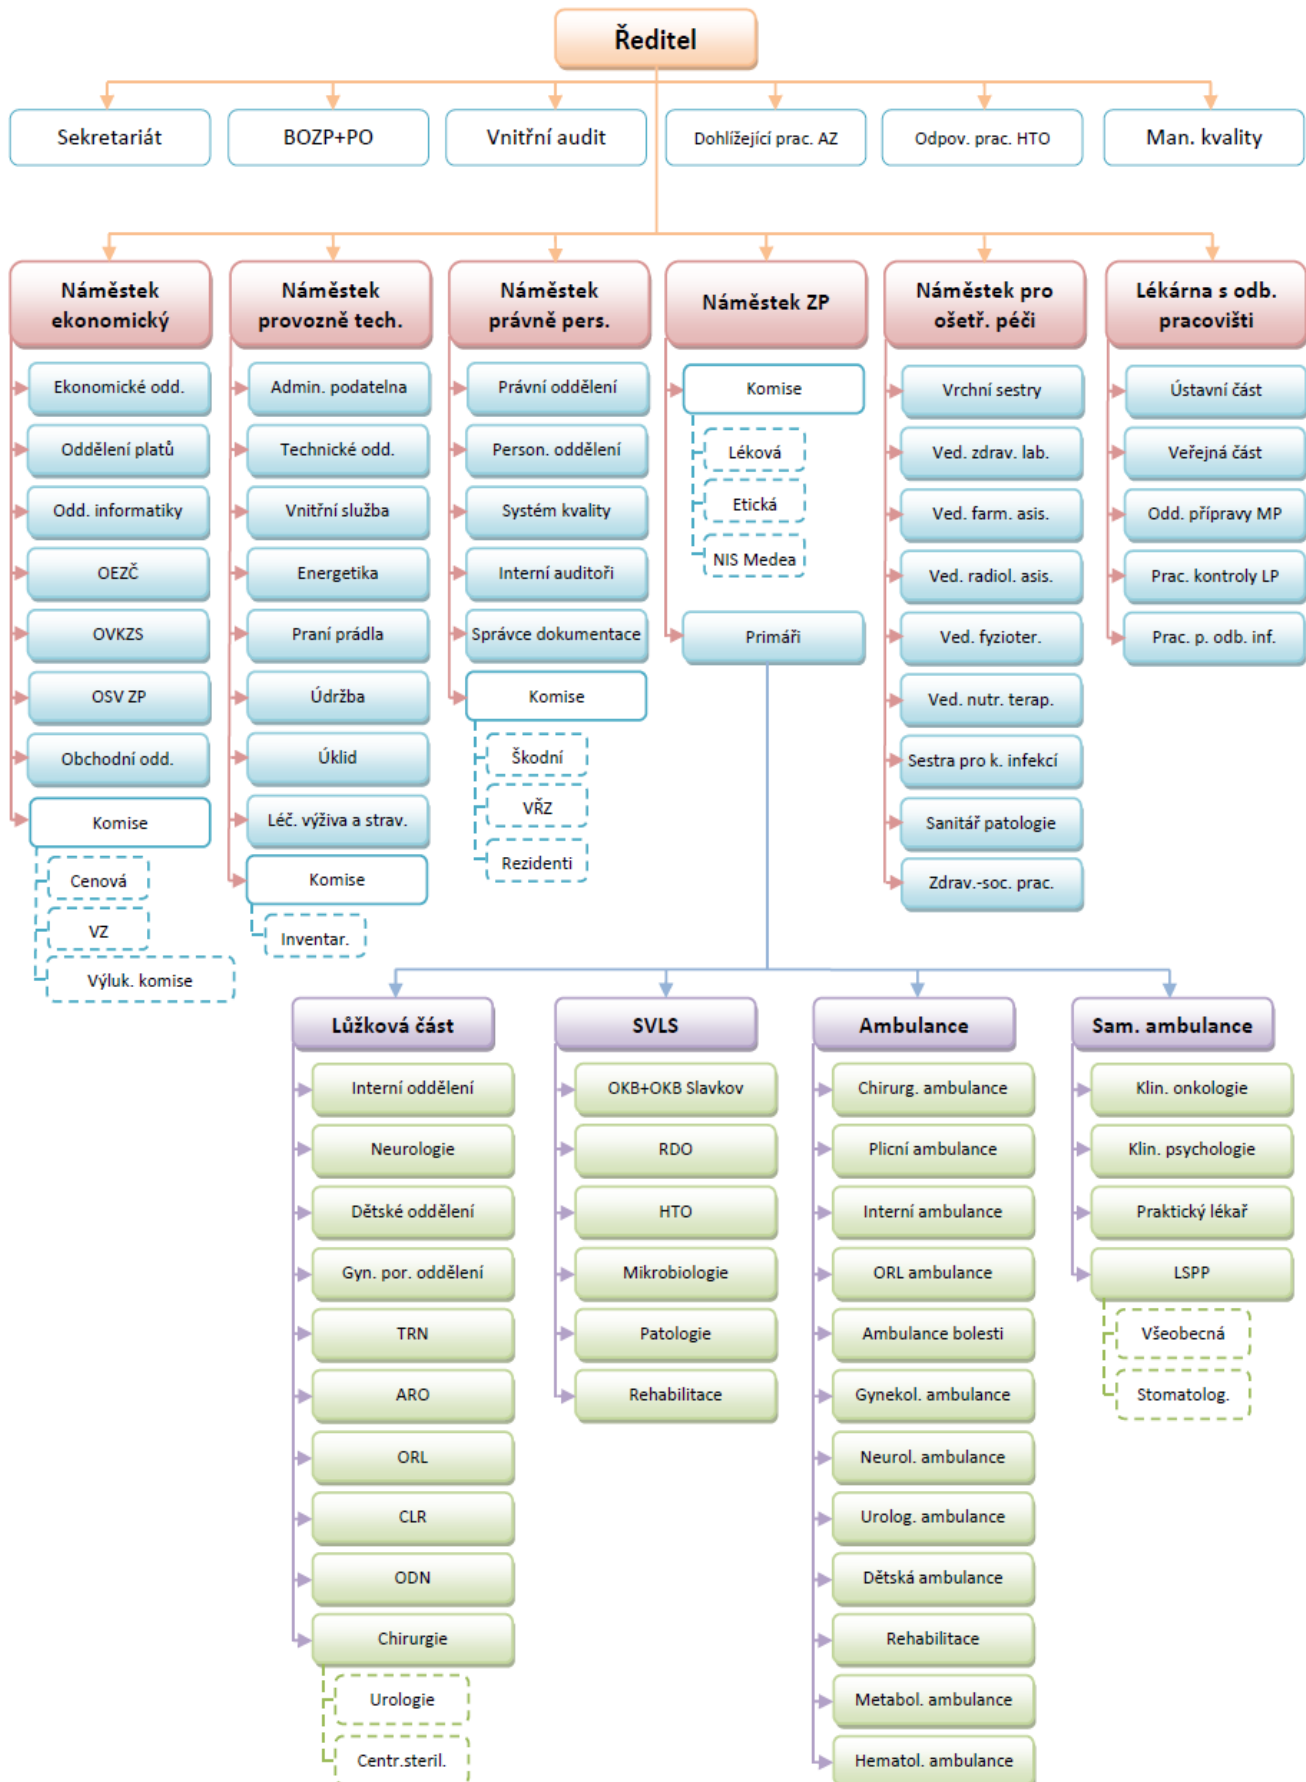 Ředitel
Sekretariát
BOZP+PO
Vnitřní audit
Dohlížející prac. AZ
Odpov. prac. HTO
Man. kvality
Náměstek
ekonomický
Ekonomické odd.
Oddělení platů
Odd. informatiky
OEZČ
OVKZS
OSV ZP
Obchodní odd.
Komise
Cenová
VZ
Výluk. komise
Náměstek
provozně tech.
Admin. podatelna
Technické odd.
Vnitřní služba
Energetika
Praní prádla
Údržba
Úklid
Léč. výživa a strav.
Komise
Inventar.
Náměstek
právně pers.
Právní oddělení
Person. oddělení
Systém kvality
Interní auditoři
Správce dokumentace
Komise
Škodní
VŘZ
Rezidenti
Náměstek ZP
Komise
Léková
Etická
NIS Medea
Primáři
Náměstek pro
ošetř. péči
Vrchní sestry
Ved. zdrav. lab.
Ved. farm. asis.
Ved. radiol. asis.
Ved. fyzioter.
Ved. nutr. terap.
Sestra pro k. infekcí
Sanitář patologie
Zdrav.-soc. prac.
Lékárna s odb.
pracovišti
Ústavní část
Veřejná část
Odd. přípravy MP
Prac. kontroly LP
Prac. p. odb. inf.
Lůžková část
Interní oddělení
Neurologie
Dětské oddělení
Gyn. por. oddělení
TRN
ARO
ORL
CLR
ODN
Chirurgie
Urologie
Centr.steril.
SVLS
OKB+OKB Slavkov
RDO
HTO
Mikrobiologie
Patologie
Rehabilitace
Ambulance
Chirurg. ambulance
Plicní ambulance
Interní ambulance
ORL ambulance
Ambulance bolesti
Gynekol. ambulance
Neurol. ambulance
Urolog. ambulance
Dětská ambulance
Rehabilitace
Metabol. ambulance
Hematol. ambulance
Sam. ambulance
Klin. onkologie
Klin. psychologie
Praktický lékař
LSPP
Všeobecná
Stomatolog.